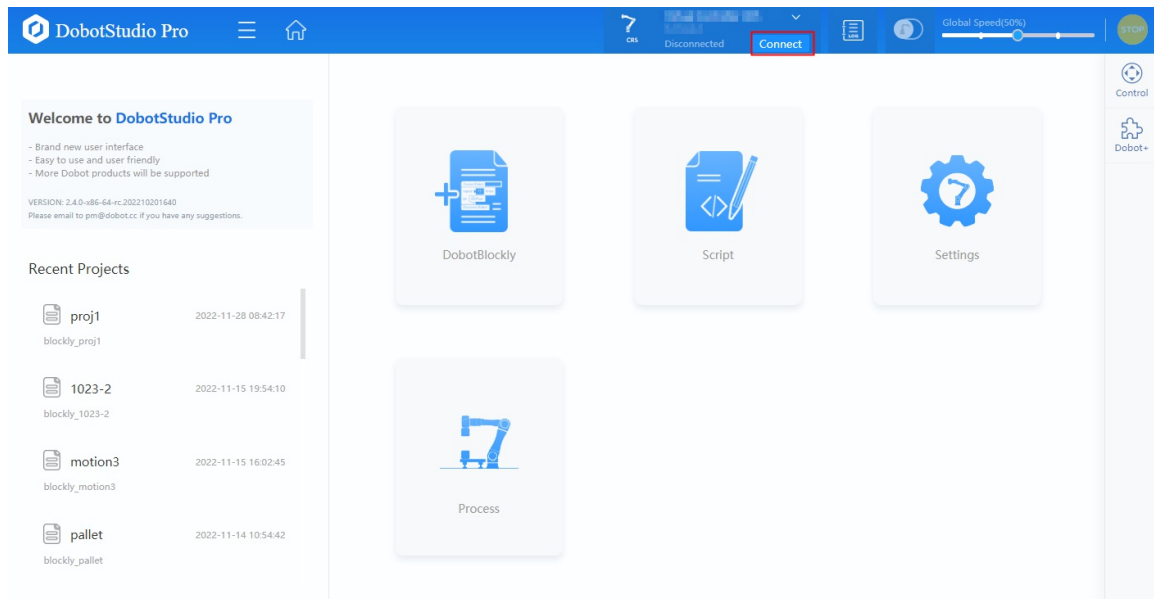 DobotStudio Pro
CRS
Disconnected
Connect
LOG
Global Speed(50%)
STOP
Control
Dobot+
Welcome to DobotStudio Pro
- Brand new user interface
- Easy to use and user friendly
- More Dobot products will be supported
VERSION: 2.4.0-x86-64-rc.202210201640
Please email to pm@dobot.cc if you have any suggestions.
Recent Projects
proj1 2022-11-28 08:42:17
blockly_proj1
1023-2 2022-11-15 19:54:10
blockly_1023-2
motion3 2022-11-15 16:02:45
blockly_motion3
pallet 2022-11-14 10:54:42
blockly_pallet
DobotBlockly
Script
Settings
Process